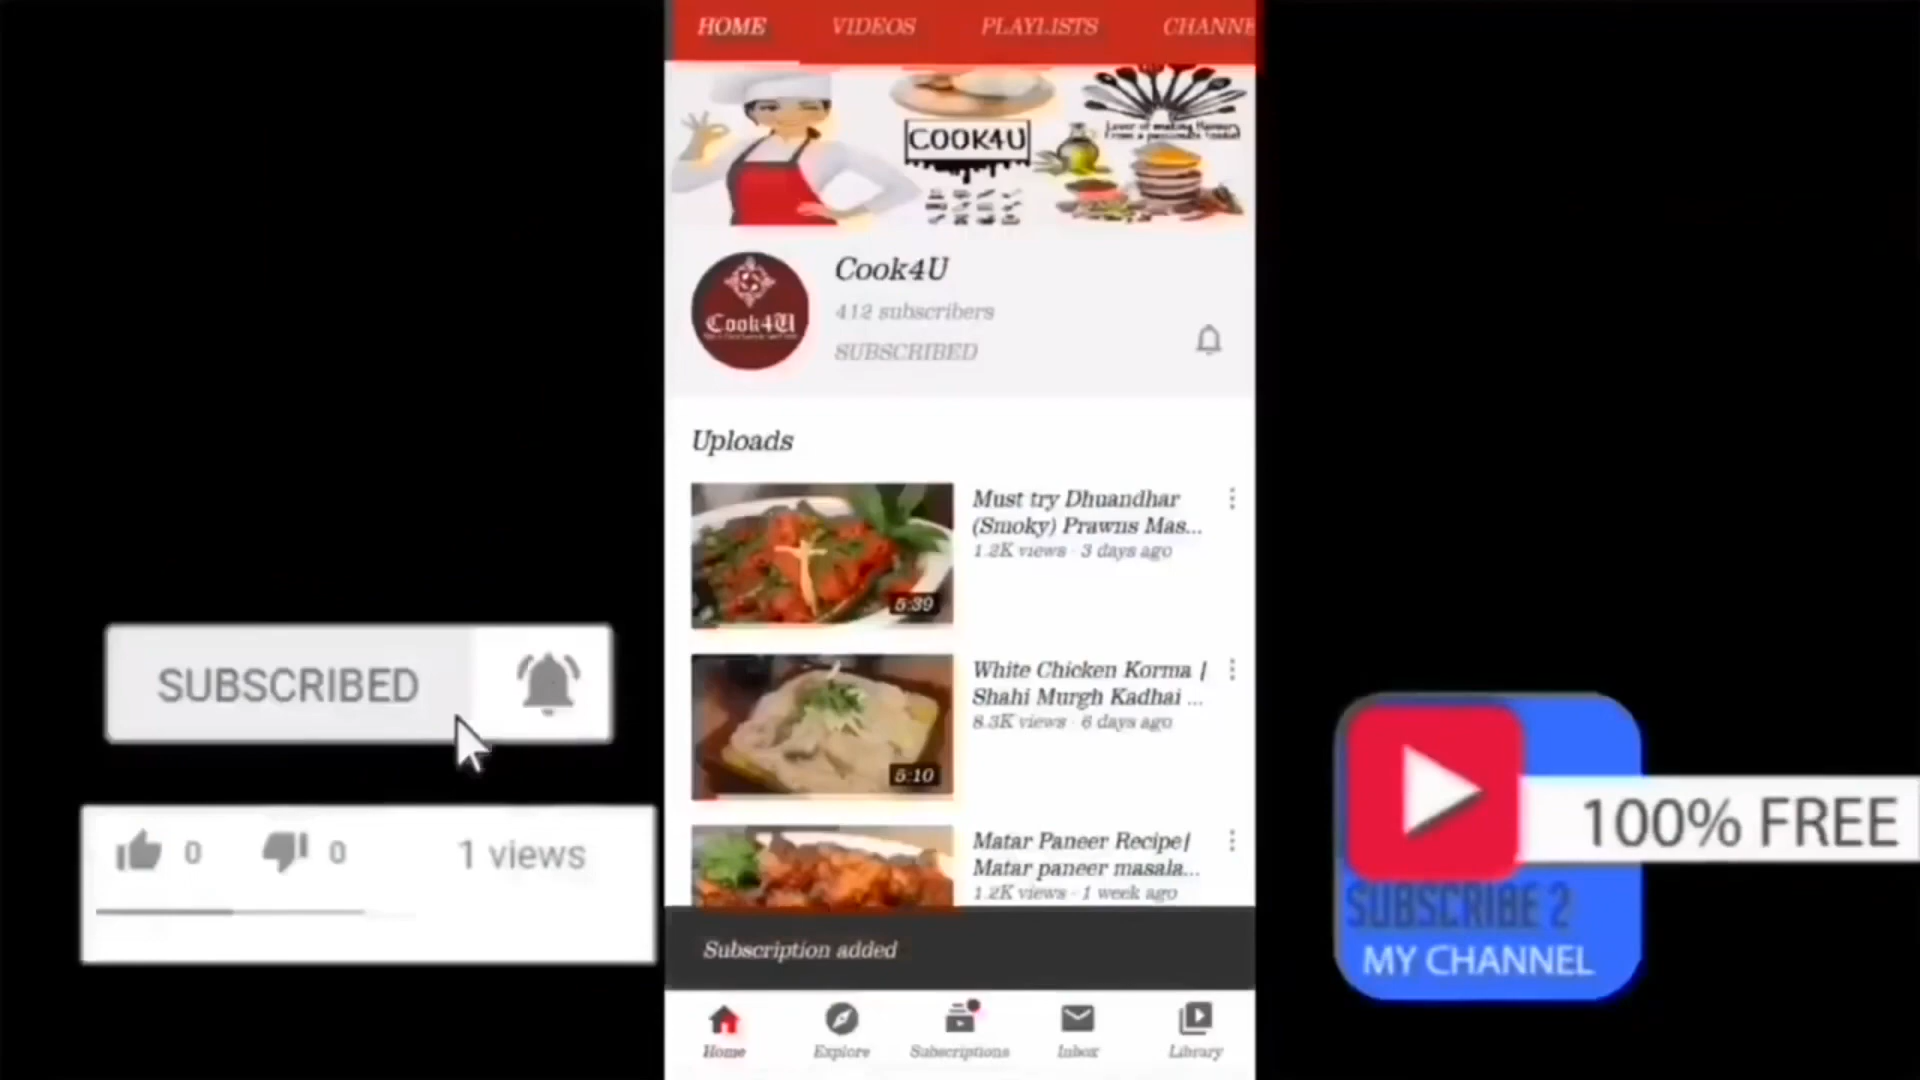 HOME VIDEOS PLAYLISTS CHANNE
COOK4U
Cook4U
412 subscribers
SUBSCRIBED
Cook4U
Uploads
Must try Dhuandhar
(Smoky) Prawns Mas...
1.2K views · 3 days ago
5:39
White Chicken Korma |
Shahi Murgh Kadhai ...
8.3K views · 6 days ago
5:10
Matar Paneer Recipe|
Matar paneer masala...
1.2K views · 1 week ago
Subscription added
Home Explore Subscriptions Inbox Library
SUBSCRIBED
0 0 1 views
100% FREE
SUBSCRIBE 2
MY CHANNEL